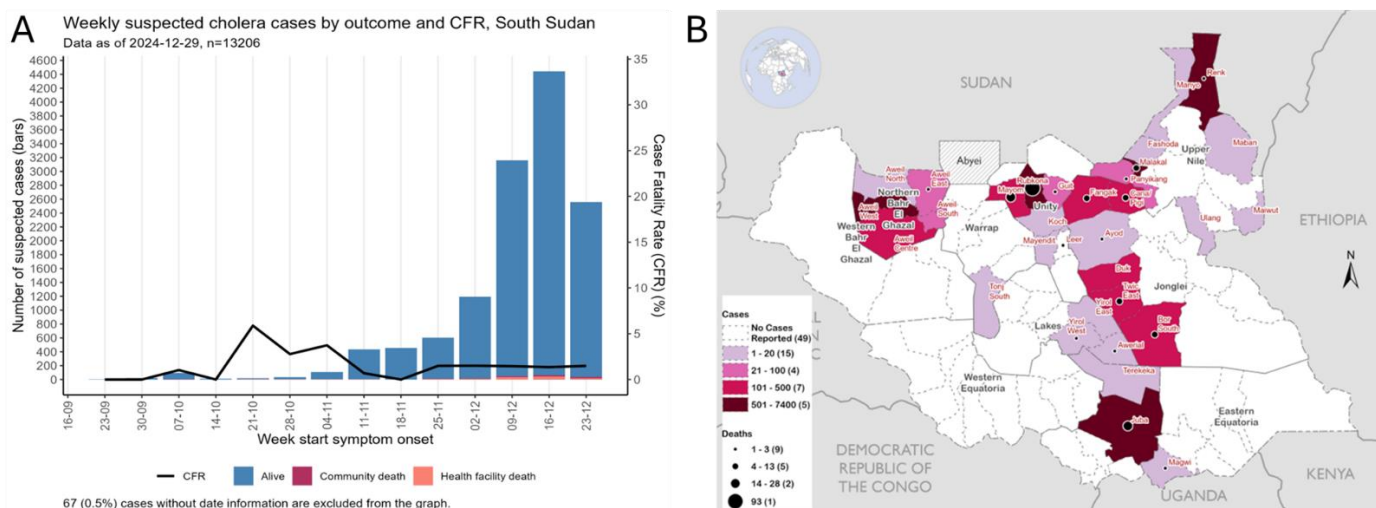 A
Weekly suspected cholera cases by outcome and CFR, South Sudan
Data as of 2024-12-29, n=13206
Number of suspected cases (bars)
4600
4400
4200
4000
3800
3600
3400
3200
3000
2800
2600
2400
2200
2000
1800
1600
1400
1200
1000
800
600
400
200
0
35
30
25
20
15
10
5
0
Case Fatality Rate (CFR) (%)
16-09
23-09
30-09
07-10
14-10
21-10
28-10
04-11
11-11
18-11
25-11
02-12
09-12
16-12
23-12
Week start symptom onset
CFR
Alive
Community death
Health facility death
67 (0.5%) cases without date information are excluded from the graph.
B
SUDAN
Renk
Manyo
Fashoda
Maban
Upper
Nile
Malakal
Panyikang
Abyei
Aweil
North
Aweil
East
Northern
Bahr
El
Ghazal
Aweil
West
Aweil
South
Aweil
Centre
Western
Bahr
El
Ghazal
Rubkona
Mayom
Guit
Unity
Fangak
Canal/
Pigi
Koch
Warrap
Mayendit
Leer
Ayod
Ulang
Maiwut
ETHIOPIA
N
Duk
Twic
East
Jonglei
Tonj
South
Yirol
East
Yirol
West
Lakes
Bor
South
Awerial
Terekeka
Western
Equatoria
Juba
Eastern
Equatoria
Magwi
DEMOCRATIC
REPUBLIC OF
THE CONGO
UGANDA
KENYA
Cases
No Cases
Reported (49)
1 - 20 (15)
21 - 100 (4)
101 - 500 (7)
501 - 7400 (5)
Deaths
1 - 3 (9)
4 - 13 (5)
14 - 28 (2)
93 (1)